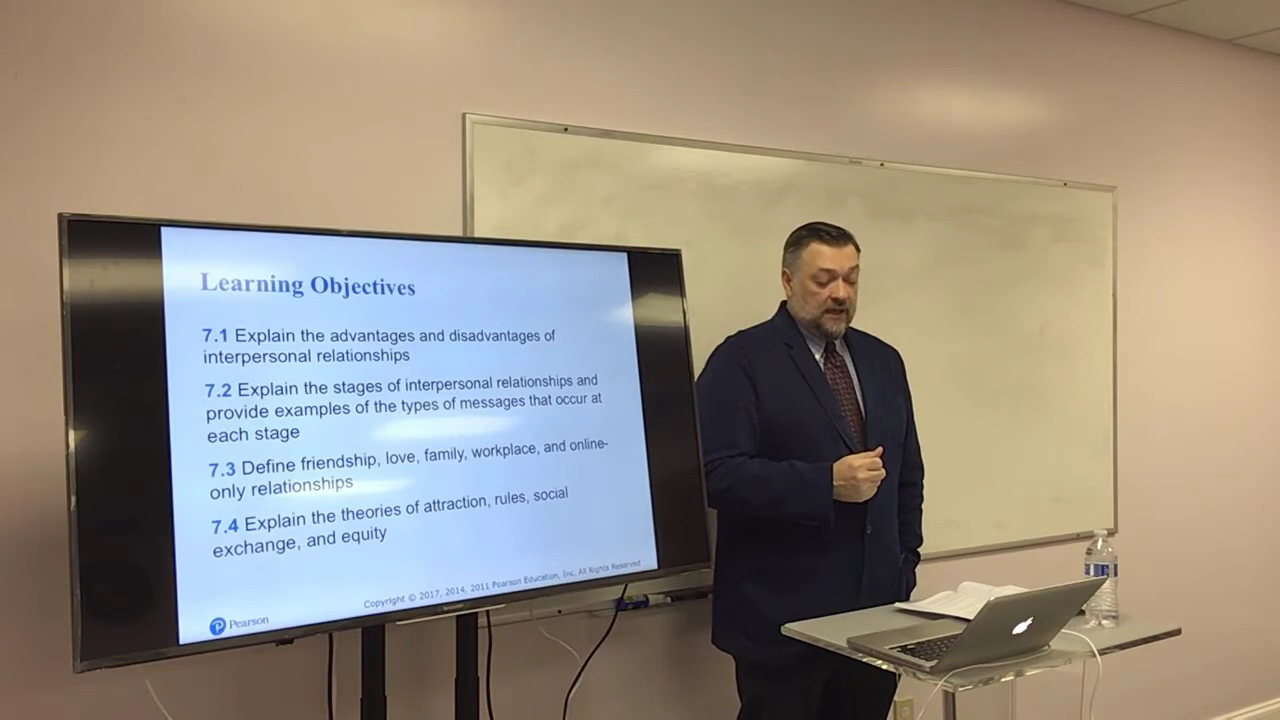 Learning Objectives
7.1 Explain the advantages and disadvantages of
interpersonal relationships
7.2 Explain the stages of interpersonal relationships and
provide examples of the types of messages that occur at
each stage
7.3 Define friendship, love, family, workplace, and online-
only relationships
7.4 Explain the theories of attraction, rules, social
exchange, and equity
Copyright © 2017, 2014, 2011 Pearson Education, Inc. All Rights Reserved
Pearson